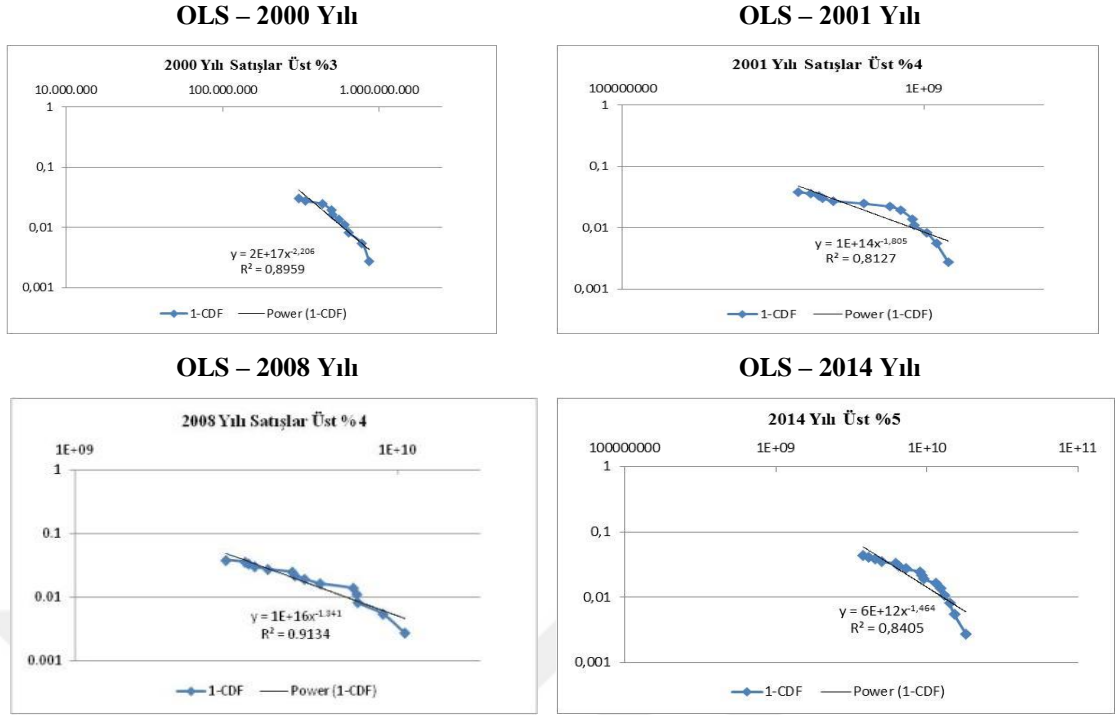 OLS – 2000 Yılı
2000 Yılı Satışlar Üst %3
10.000.000 100.000.000 1.000.000.000
1
0,1
0,01
0,001
y = 2E+17x-2,206
R² = 0,8959
1-CDF Power (1-CDF)
OLS – 2001 Yılı
2001 Yılı Satışlar Üst %4
100000000 1E+09
1
0,1
0,01
0,001
y = 1E+14x-1,805
R² = 0,8127
1-CDF Power (1-CDF)
OLS – 2008 Yılı
2008 Yılı Satışlar Üst %4
1E+09 1E+10
1
0.1
0.01
0.001
y = 1E+16x-1.841
R² = 0.9134
1-CDF Power (1-CDF)
OLS – 2014 Yılı
2014 Yılı Üst %5
100000000 1E+09 1E+10 1E+11
1
0,1
0,01
0,001
y = 6E+12x-1,464
R² = 0,8405
1-CDF Power (1-CDF)